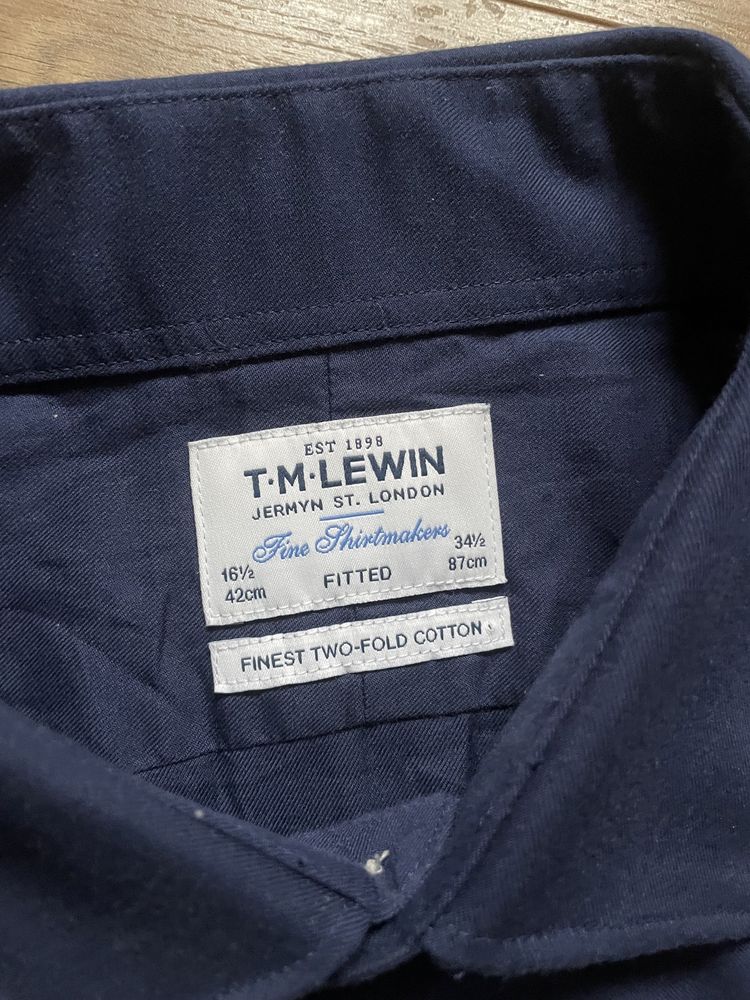 EST 1898
T·M·LEWIN
JERMYN ST. LONDON
Fine Shirtmakers
16½ 34½
42cm FITTED 87cm
FINEST TWO-FOLD COTTON